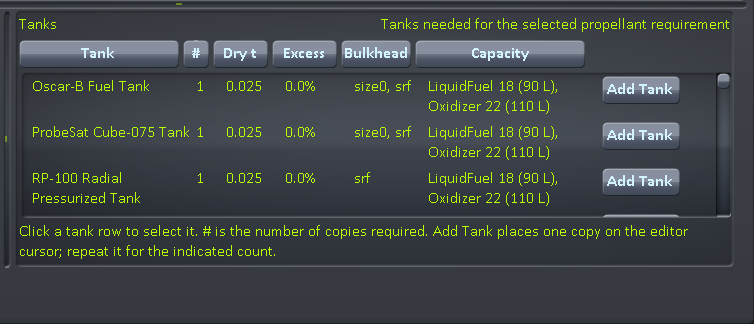 Tanks Tanks needed for the selected propellant requirement
Tank # Dry t Excess Bulkhead Capacity
Oscar-B Fuel Tank 1 0.025 0.0% size0, srf LiquidFuel 18 (90 L), Add Tank
Oxidizer 22 (110 L)
ProbeSat Cube-075 Tank 1 0.025 0.0% size0, srf LiquidFuel 18 (90 L), Add Tank
Oxidizer 22 (110 L)
RP-100 Radial 1 0.025 0.0% srf LiquidFuel 18 (90 L), Add Tank
Pressurized Tank Oxidizer 22 (110 L)
Click a tank row to select it. # is the number of copies required. Add Tank places one copy on the editor
cursor; repeat it for the indicated count.